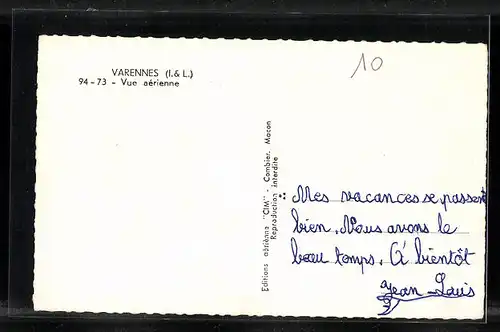 VARENNES (I.& L.)
94-73 - Vue aérienne
10
Editions aériennes "CIM" - Combier. Macon
Reproduction interdite
Mes vacances se passent
bien. Nous avons le
beau temps. A bientôt
Jean Louis